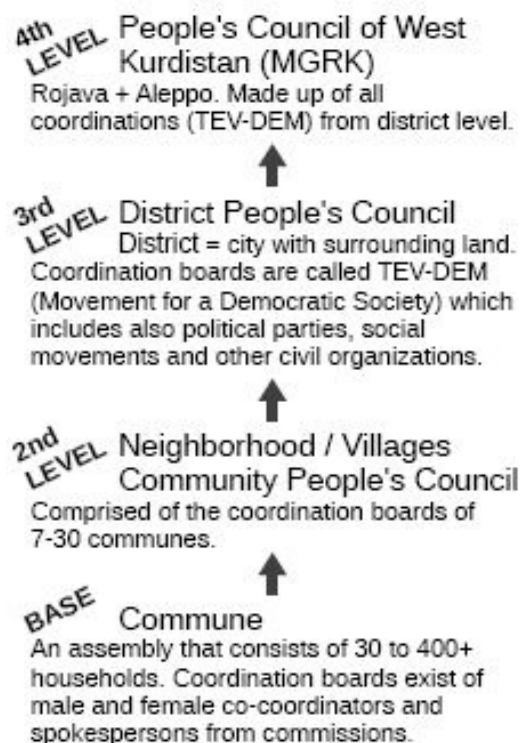 4th LEVEL People's Council of West
Kurdistan (MGRK)
Rojava + Aleppo. Made up of all
coordinations (TEV-DEM) from district level.
3rd LEVEL District People's Council
District = city with surrounding land.
Coordination boards are called TEV-DEM
(Movement for a Democratic Society) which
includes also political parties, social
movements and other civil organizations.
2nd LEVEL Neighborhood / Villages
Community People's Council
Comprised of the coordination boards of
7-30 communes.
BASE Commune
An assembly that consists of 30 to 400+
households. Coordination boards exist of
male and female co-coordinators and
spokespersons from commissions.